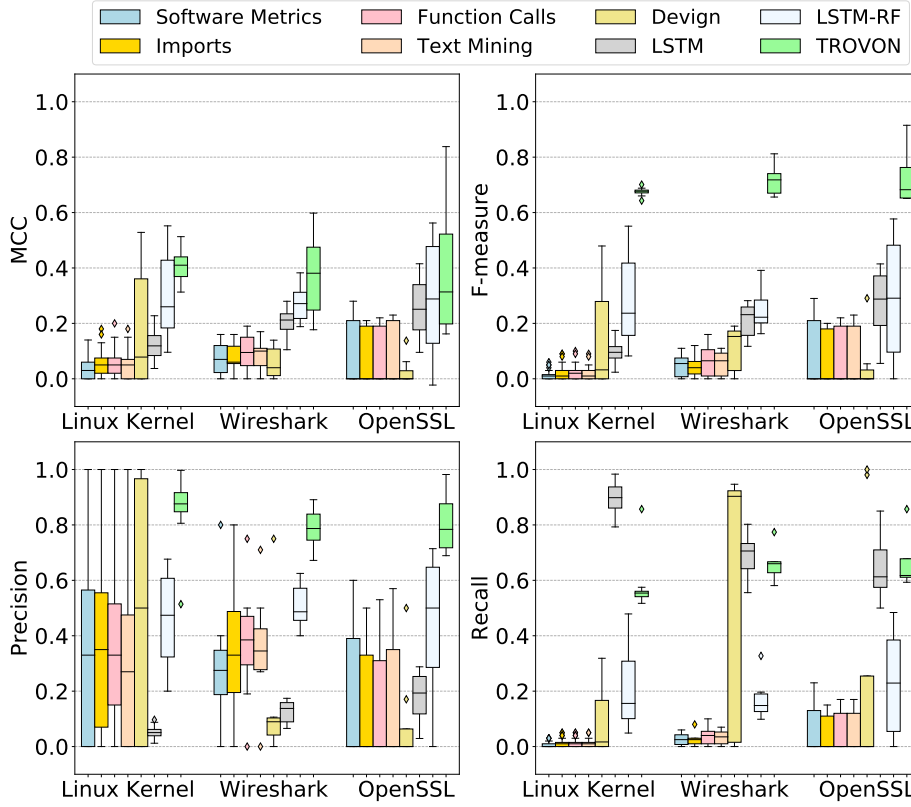 Software Metrics Function Calls Devign LSTM-RF
Imports Text Mining LSTM TROVON
MCC
1.0
0.8
0.6
0.4
0.2
0.0
Linux Kernel Wireshark OpenSSL
F-measure
1.0
0.8
0.6
0.4
0.2
0.0
Linux Kernel Wireshark OpenSSL
Precision
1.0
0.8
0.6
0.4
0.2
0.0
Linux Kernel Wireshark OpenSSL
Recall
1.0
0.8
0.6
0.4
0.2
0.0
Linux Kernel Wireshark OpenSSL